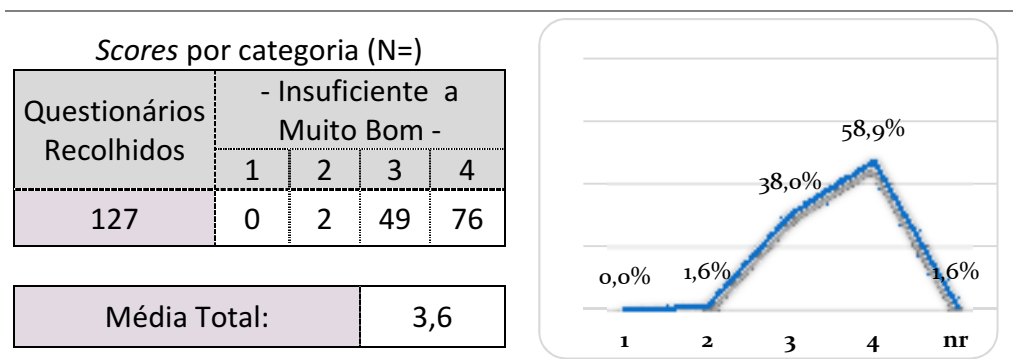 Scores por categoria (N=)
Questionários Recolhidos
- Insuficiente a Muito Bom -
1 2 3 4
127 0 2 49 76
Média Total: 3,6
58,9%
38,0%
0,0% 1,6% 1,6%
1 2 3 4 nr